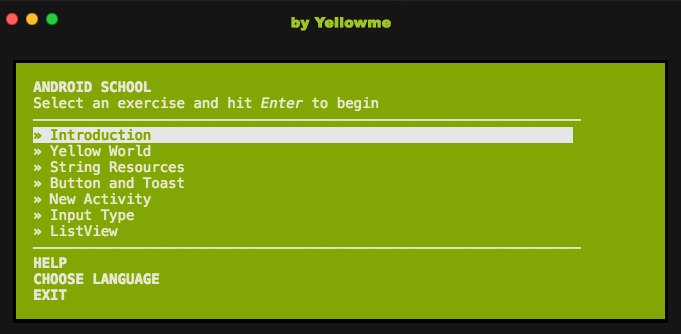 by Yellowme
ANDROID SCHOOL
Select an exercise and hit Enter to begin
» Introduction
» Yellow World
» String Resources
» Button and Toast
» New Activity
» Input Type
» ListView
HELP
CHOOSE LANGUAGE
EXIT